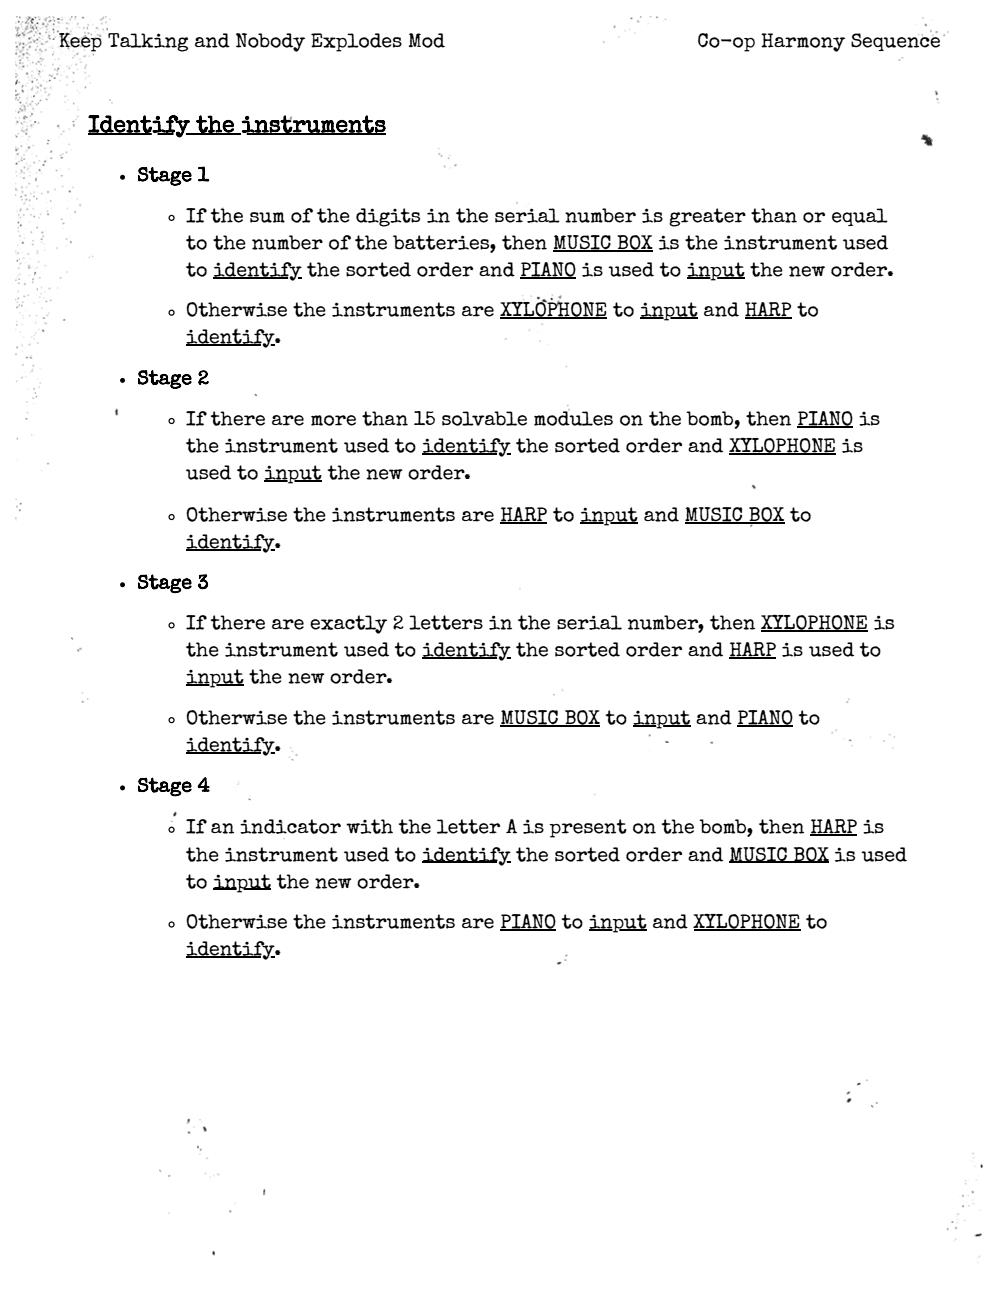 Keep Talking and Nobody Explodes Mod
Co-op Harmony Sequence
Identify the instruments
• Stage 1
◦ If the sum of the digits in the serial number is greater than or equal
to the number of the batteries, then MUSIC BOX is the instrument used
to identify the sorted order and PIANO is used to input the new order.
◦ Otherwise the instruments are XYLOPHONE to input and HARP to
identify.
• Stage 2
◦ If there are more than 15 solvable modules on the bomb, then PIANO is
the instrument used to identify the sorted order and XYLOPHONE is
used to input the new order.
◦ Otherwise the instruments are HARP to input and MUSIC BOX to
identify.
• Stage 3
◦ If there are exactly 2 letters in the serial number, then XYLOPHONE is
the instrument used to identify the sorted order and HARP is used to
input the new order.
◦ Otherwise the instruments are MUSIC BOX to input and PIANO to
identify.
• Stage 4
◦ If an indicator with the letter A is present on the bomb, then HARP is
the instrument used to identify the sorted order and MUSIC BOX is used
to input the new order.
◦ Otherwise the instruments are PIANO to input and XYLOPHONE to
identify.